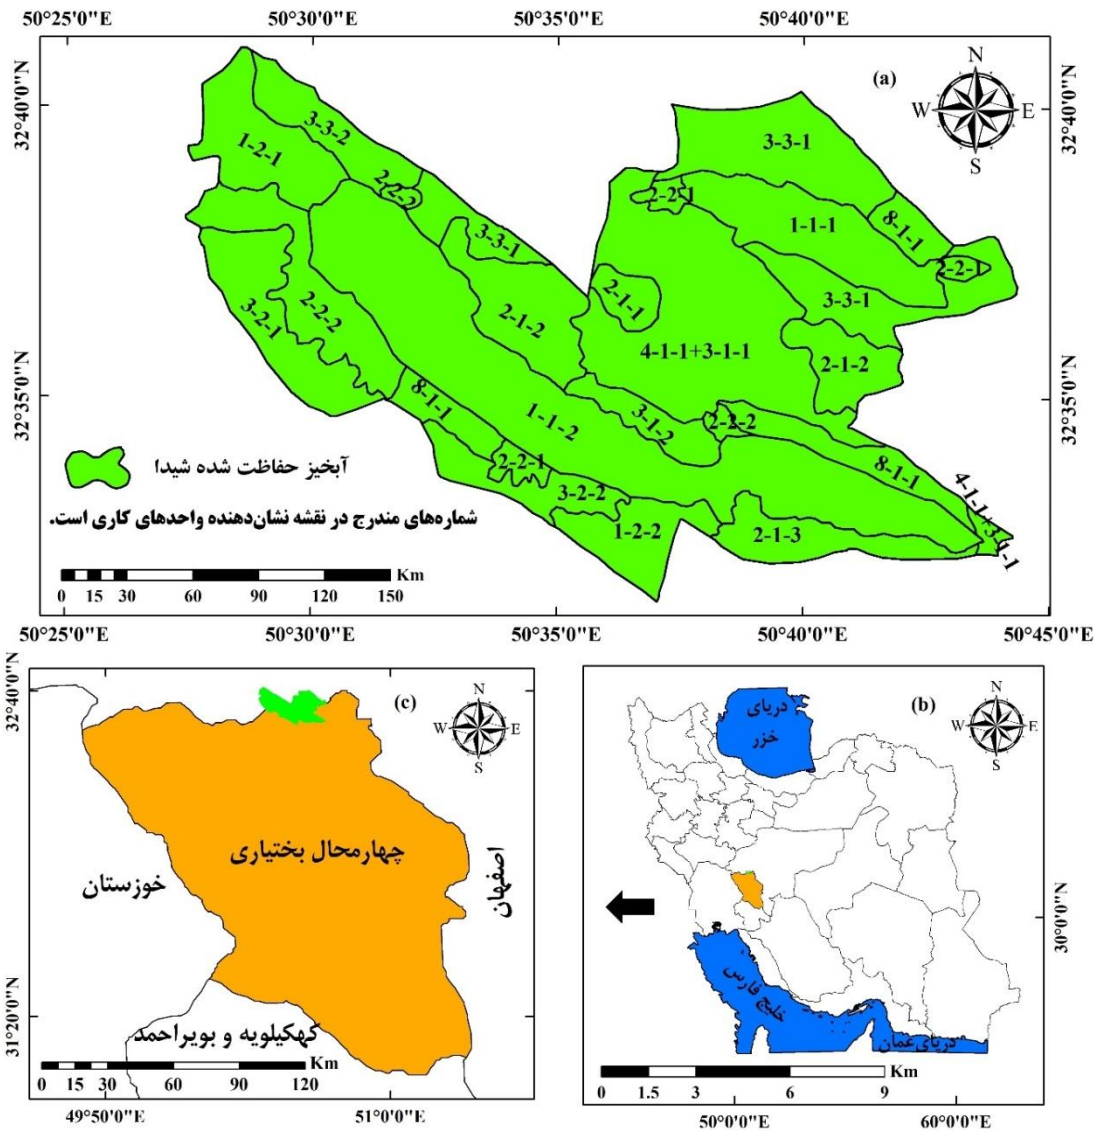 50°25'0"E 50°30'0"E 50°35'0"E 50°40'0"E
(a)
N
W E
S
32°40'0"N
32°40'0"N
3-3-2
1-2-1
2-2-2
3-3-1
3-3-1
2-2-1
1-1-1
8-1-1
2-2-1
3-3-1
2-1-1
2-1-2
3-2-1
2-2-2
4-1-1+3-1-1
2-1-2
32°35'0"N
32°35'0"N
8-1-1
1-1-2
3-1-2
2-2-2
8-1-1
4-1-1+3-1-1
2-2-1
3-2-2
1-2-2
2-1-3
آبخیز حفاظت شده شیدا
شماره‌های مندرج در نقشه نشان‌دهنده واحدهای کاری است.
Km
0 15 30 60 90 120 150
50°25'0"E 50°30'0"E 50°35'0"E 50°40'0"E 50°45'0"E
(c)
N
W E
S
32°40'0"N
چهارمحال بختیاری
خوزستان
اصفهان
31°20'0"N
کهکیلویه و بویراحمد
Km
0 15 30 60 90 120
49°50'0"E 51°0'0"E
(b)
N
W E
S
دریای
خزر
30°0'0"N
خلیج فارس
دریای عمان
Km
0 1.5 3 6 9
50°0'0"E 60°0'0"E